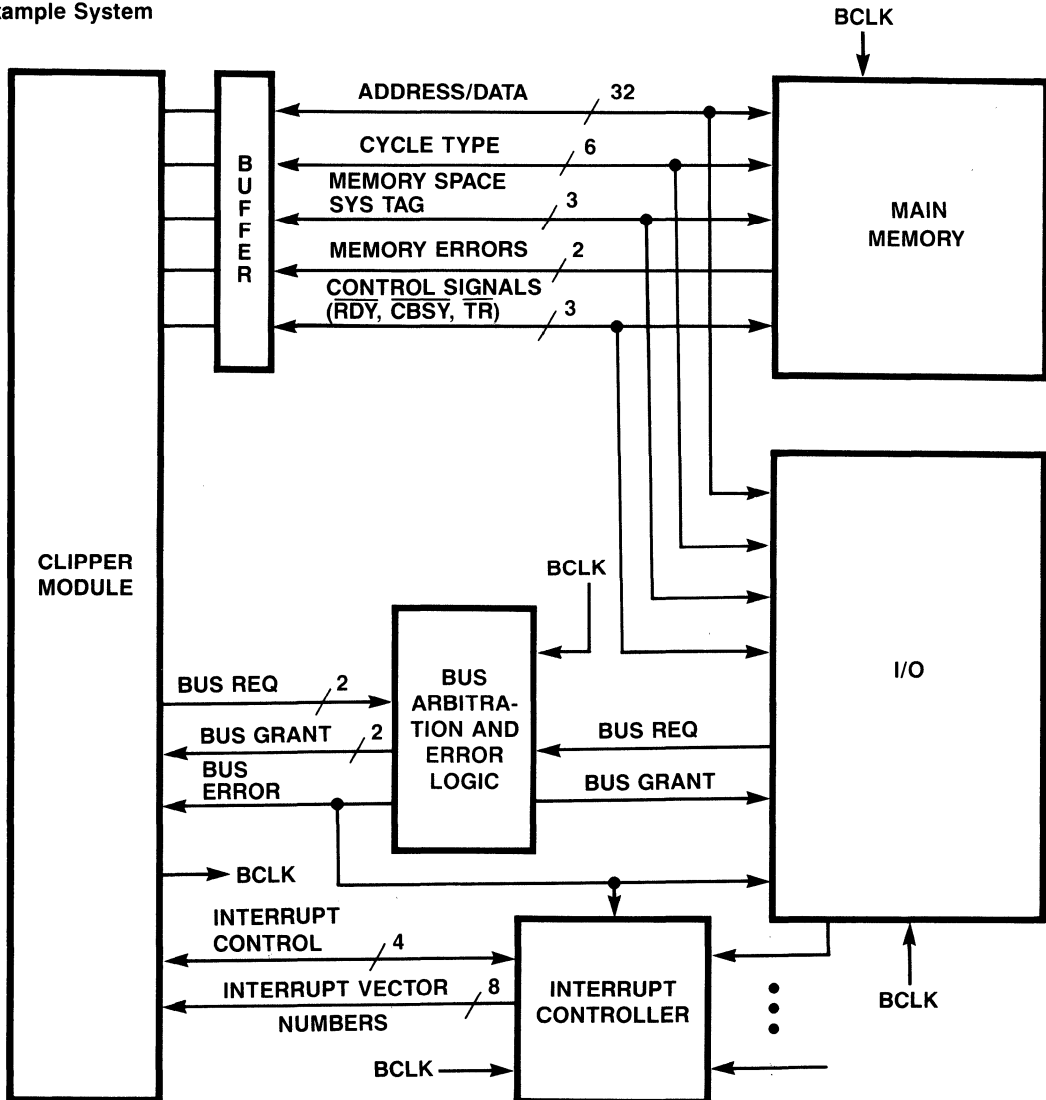 ample System
BCLK
ADDRESS/DATA 32
CYCLE TYPE 6
MEMORY SPACE
SYS TAG 3
MEMORY ERRORS 2
CONTROL SIGNALS
(RDY, CBSY, TR) 3
BUFFER
MAIN
MEMORY
CLIPPER
MODULE
BCLK
BUS
ARBITRA-
TION AND
ERROR
LOGIC
I/O
BUS REQ 2
BUS GRANT 2
BUS
ERROR
BUS REQ
BUS GRANT
BCLK
INTERRUPT
CONTROL 4
INTERRUPT VECTOR 8
NUMBERS
INTERRUPT
CONTROLLER
BCLK
BCLK